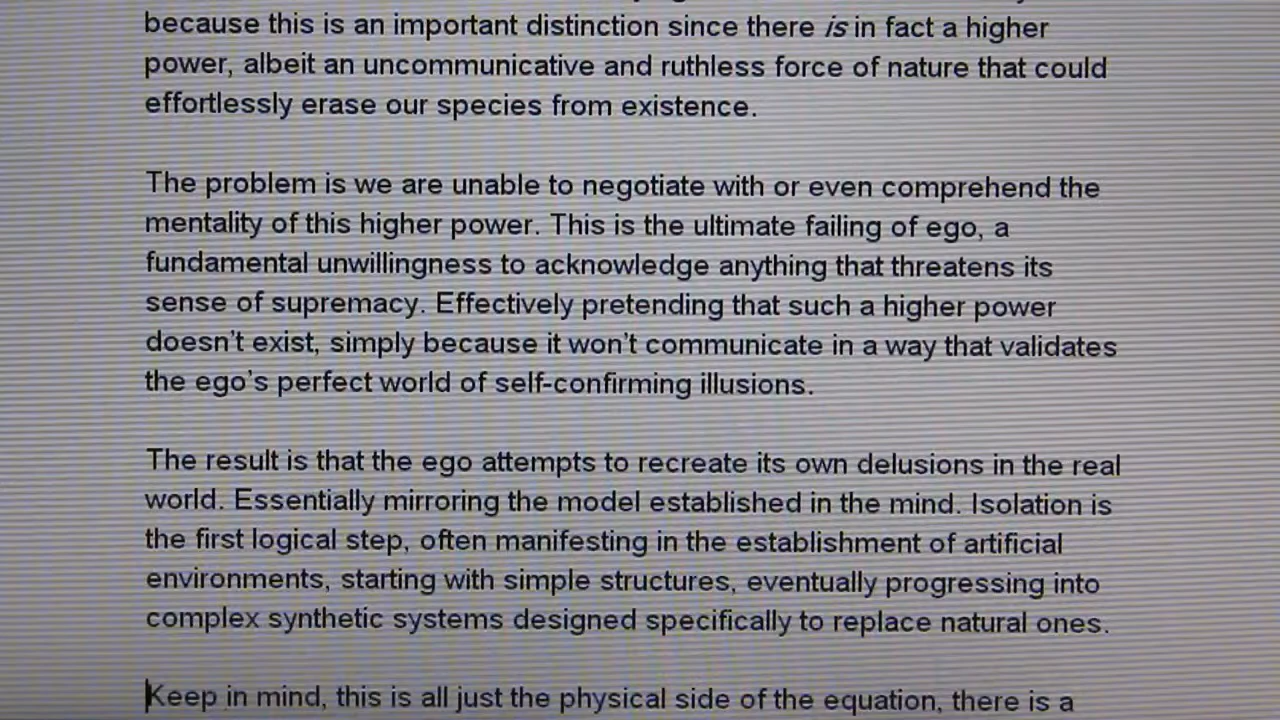 because this is an important distinction since there is in fact a higher
power, albeit an uncommunicative and ruthless force of nature that could
effortlessly erase our species from existence.
The problem is we are unable to negotiate with or even comprehend the
mentality of this higher power. This is the ultimate failing of ego, a
fundamental unwillingness to acknowledge anything that threatens its
sense of supremacy. Effectively pretending that such a higher power
doesn't exist, simply because it won't communicate in a way that validates
the ego's perfect world of self-confirming illusions.
The result is that the ego attempts to recreate its own delusions in the real
world. Essentially mirroring the model established in the mind. Isolation is
the first logical step, often manifesting in the establishment of artificial
environments, starting with simple structures, eventually progressing into
complex synthetic systems designed specifically to replace natural ones.
Keep in mind, this is all just the physical side of the equation, there is a